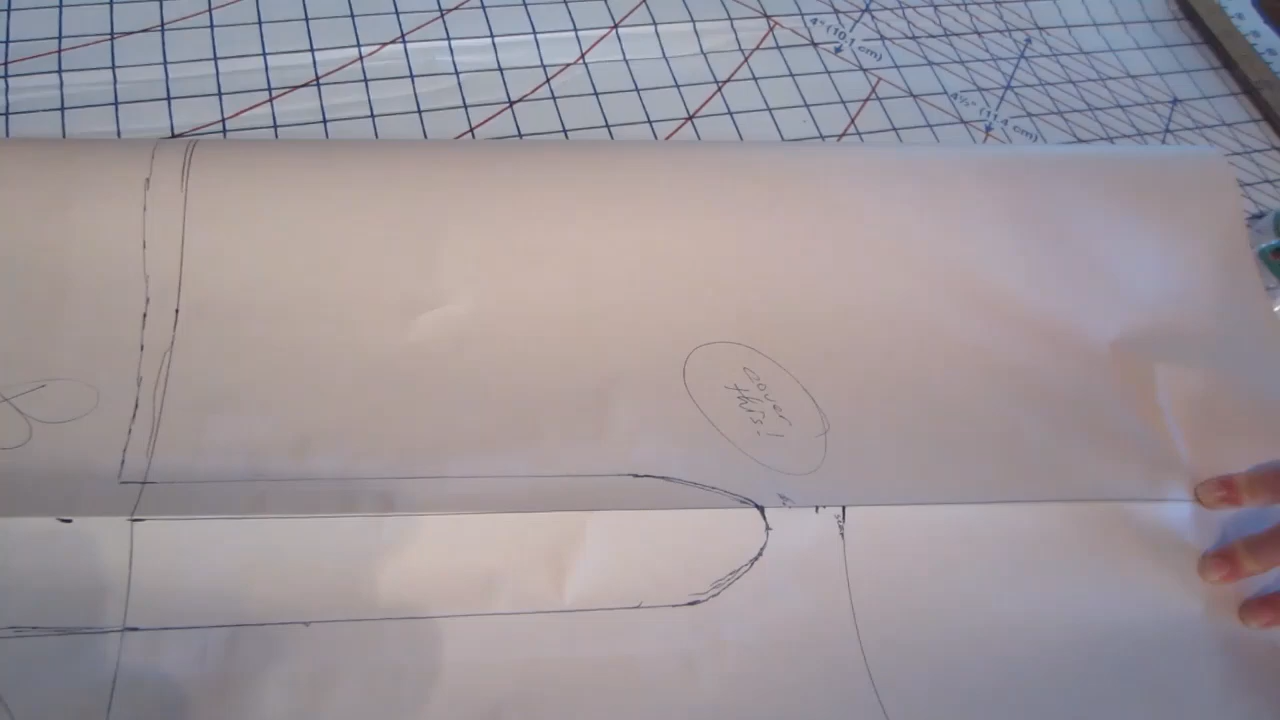 4" (10.1 cm)
4½" (11.4 cm)
cover
this!